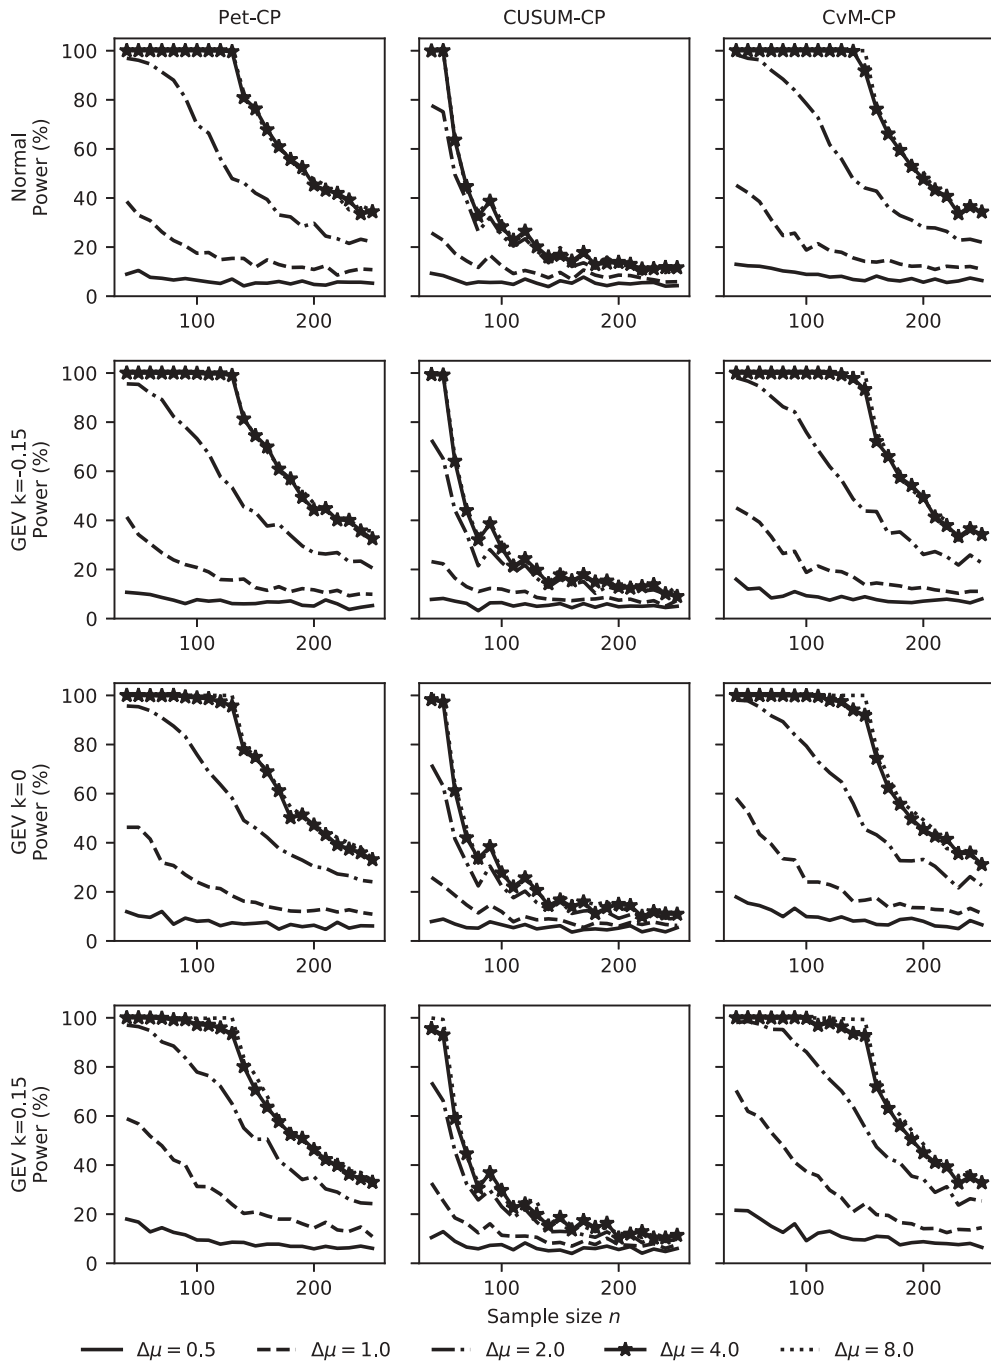 Pet-CP CUSUM-CP CvM-CP
Normal
Power (%)
100
80
60
40
20
0
100 200 100 200 100 200
GEV k=−0.15
Power (%)
100
80
60
40
20
0
100 200 100 200 100 200
GEV k=0
Power (%)
100
80
60
40
20
0
100 200 100 200 100 200
GEV k=0.15
Power (%)
100
80
60
40
20
0
100 200 100 200 100 200
Sample size n
Δμ = 0.5 Δμ = 1.0 Δμ = 2.0 Δμ = 4.0 Δμ = 8.0